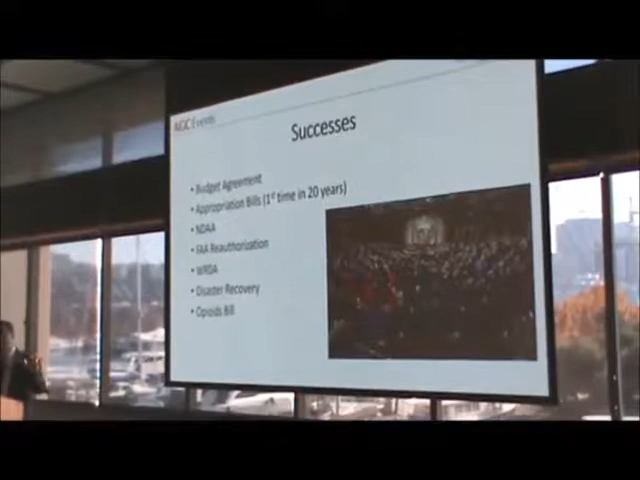 AGC Events
Successes
• Budget Agreement
• Appropriation Bills (1st time in 20 years)
• NDAA
• FAA Reauthorization
• WRDA
• Disaster Recovery
• Opioids Bill